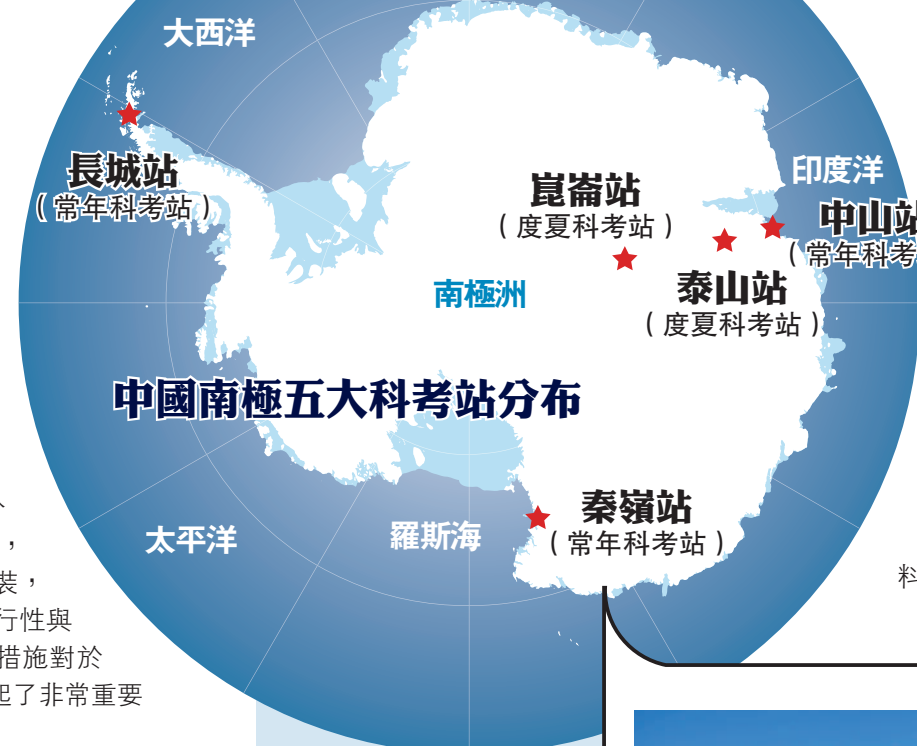 大西洋
長城站
（常年科考站）
印度洋
崑崙站
（度夏科考站）
中山站
（常年科考
泰山站
（度夏科考站）
南極洲
中國南極五大科考站分布
秦嶺站
（常年科考站）
羅斯海
太平洋
，
裝，
行性與
措施對於
起了非常重要
料